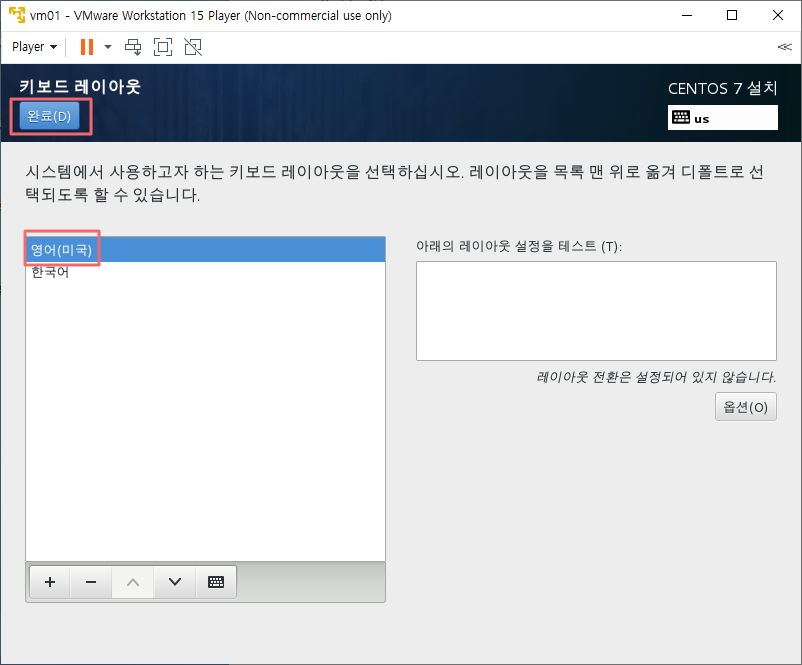 vm01 - VMware Workstation 15 Player (Non-commercial use only)
Player
키보드 레이아웃
CENTOS 7 설치
완료(D)
us
시스템에서 사용하고자 하는 키보드 레이아웃을 선택하십시오. 레이아웃을 목록 맨 위로 옮겨 디폴트로 선
택되도록 할 수 있습니다.
영어(미국)
한국어
아래의 레이아웃 설정을 테스트 (T):
레이아웃 전환은 설정되어 있지 않습니다.
옵션(O)